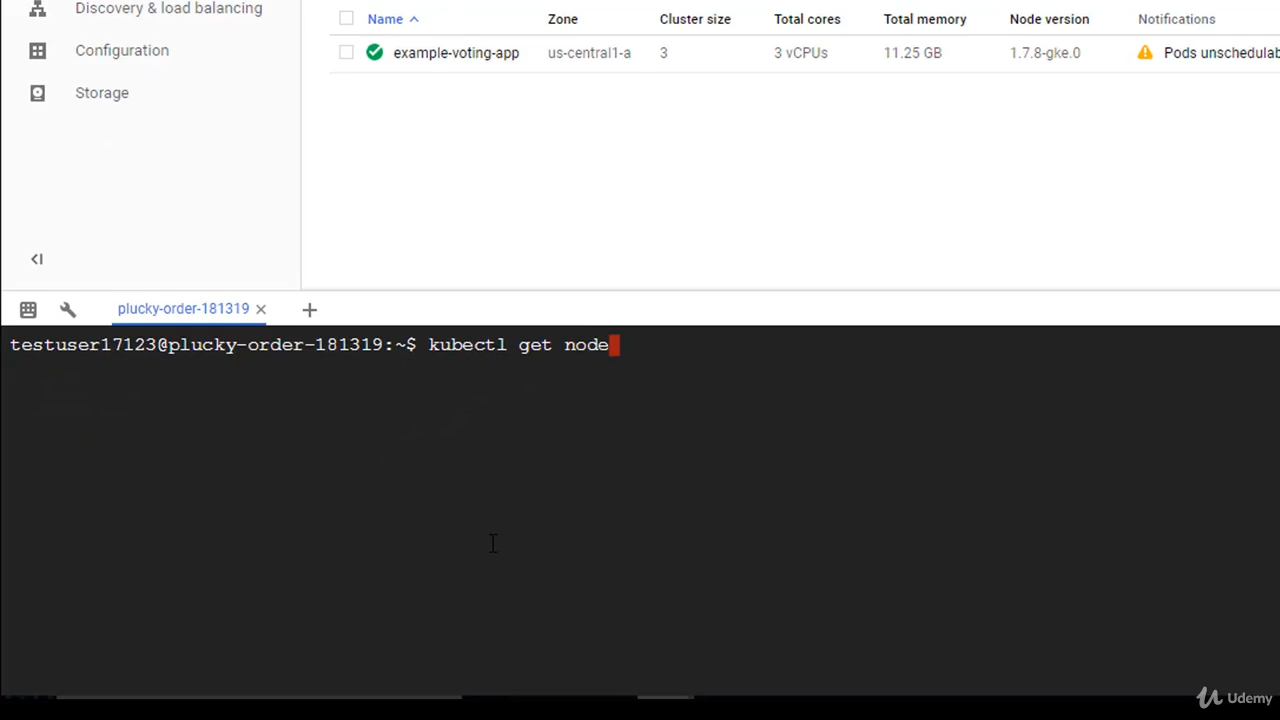 Discovery & load balancing
Configuration
Storage
Name Zone Cluster size Total cores Total memory Node version Notifications
example-voting-app us-central1-a 3 3 vCPUs 11.25 GB 1.7.8-gke.0 Pods unschedulab
plucky-order-181319
testuser17123@plucky-order-181319:~$ kubectl get node
Udemy